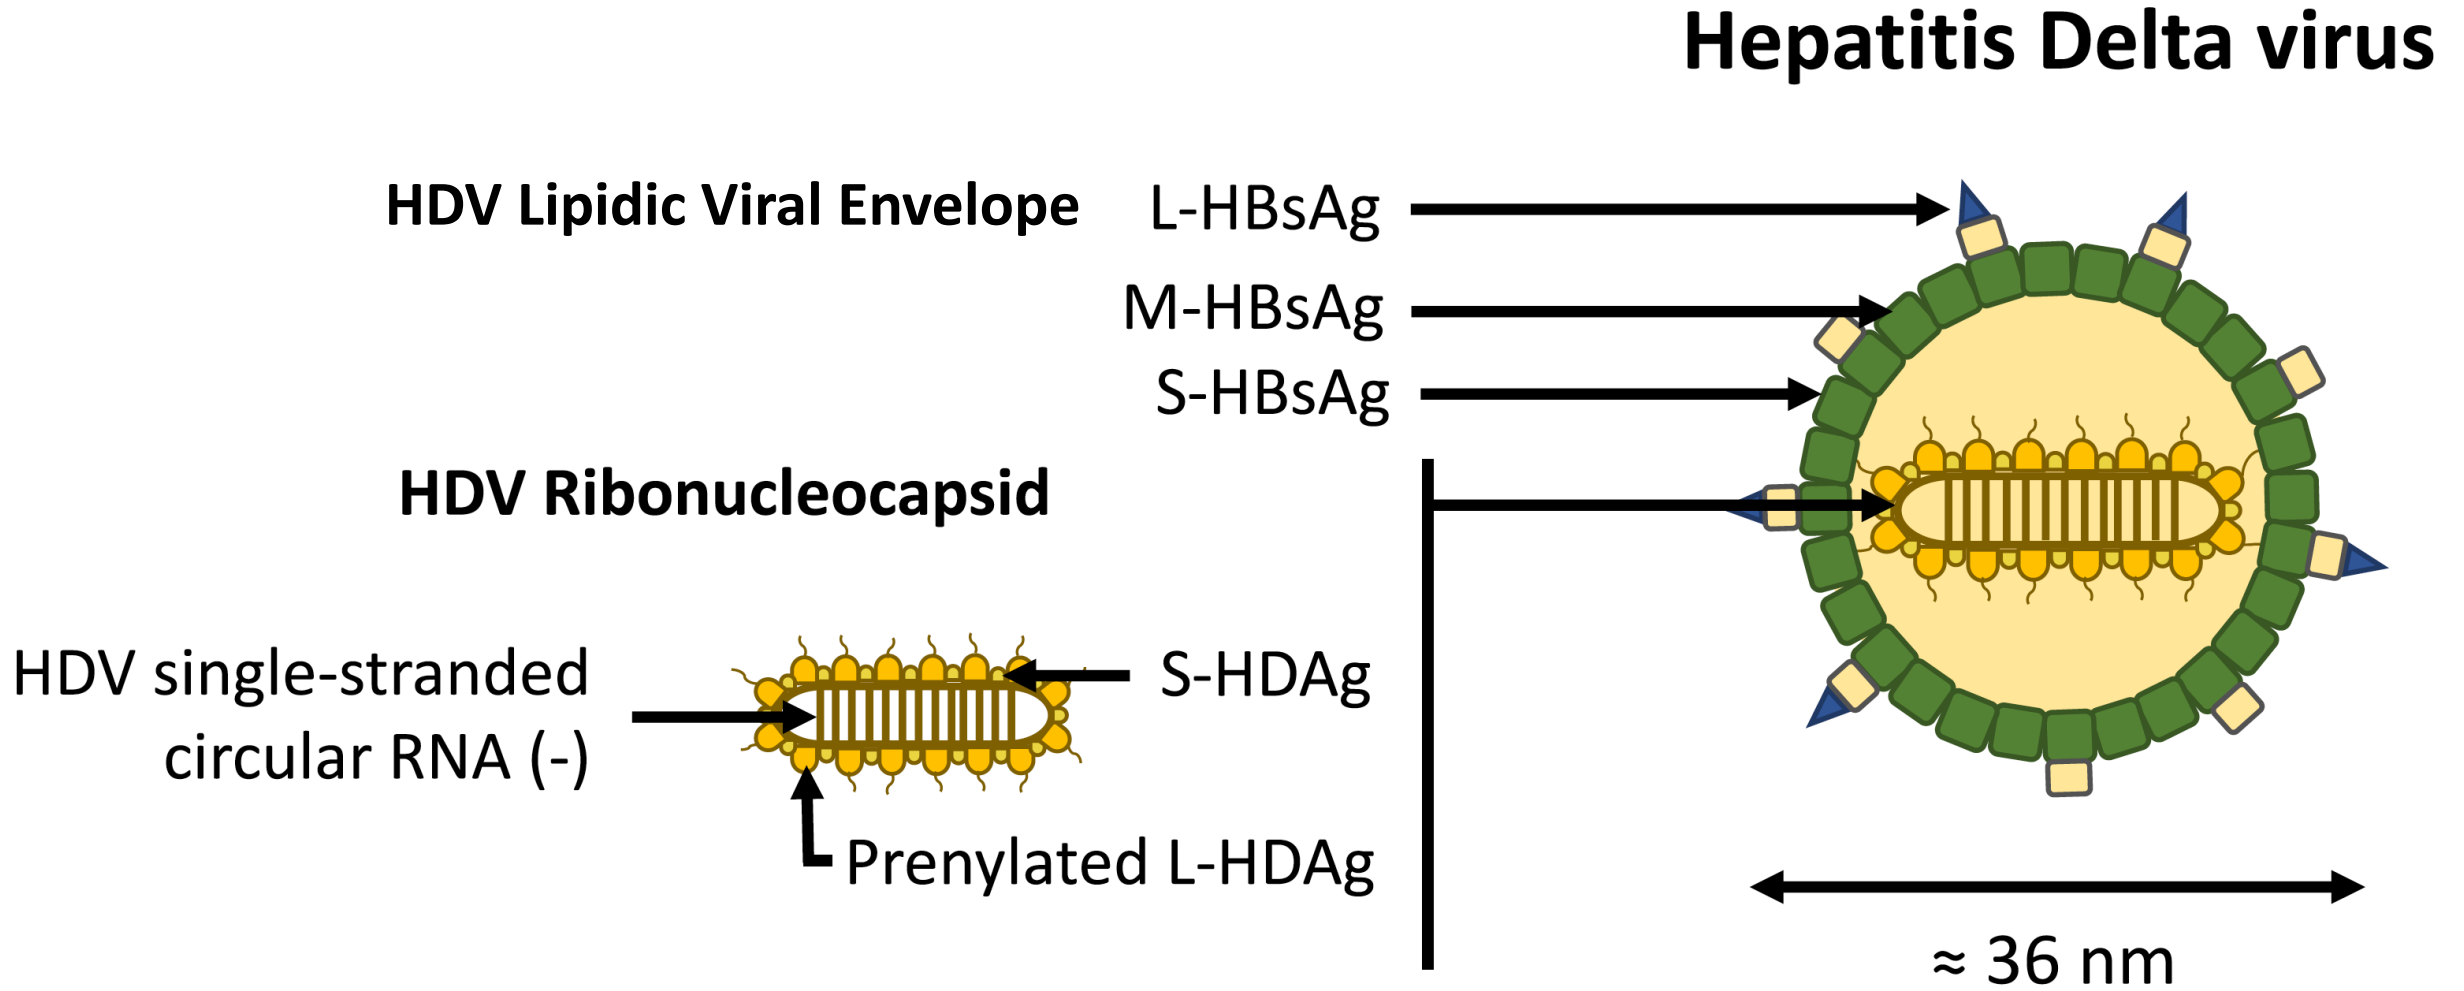 Hepatitis Delta virus
HDV Lipidic Viral Envelope
L-HBsAg
M-HBsAg
S-HBsAg
HDV Ribonucleocapsid
HDV single-stranded
circular RNA (-)
S-HDAg
Prenylated L-HDAg
≈ 36 nm